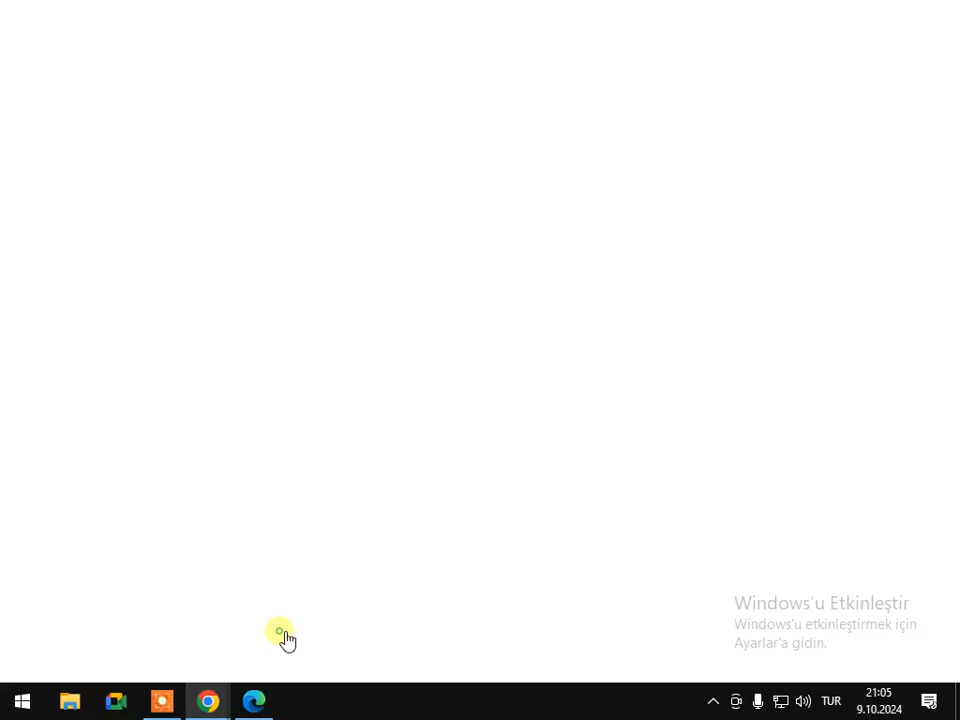 Windows'u Etkinleştir
Windows'u etkinleştirmek için
Ayarlar'a gidin.
TUR
21:05
9.10.2024